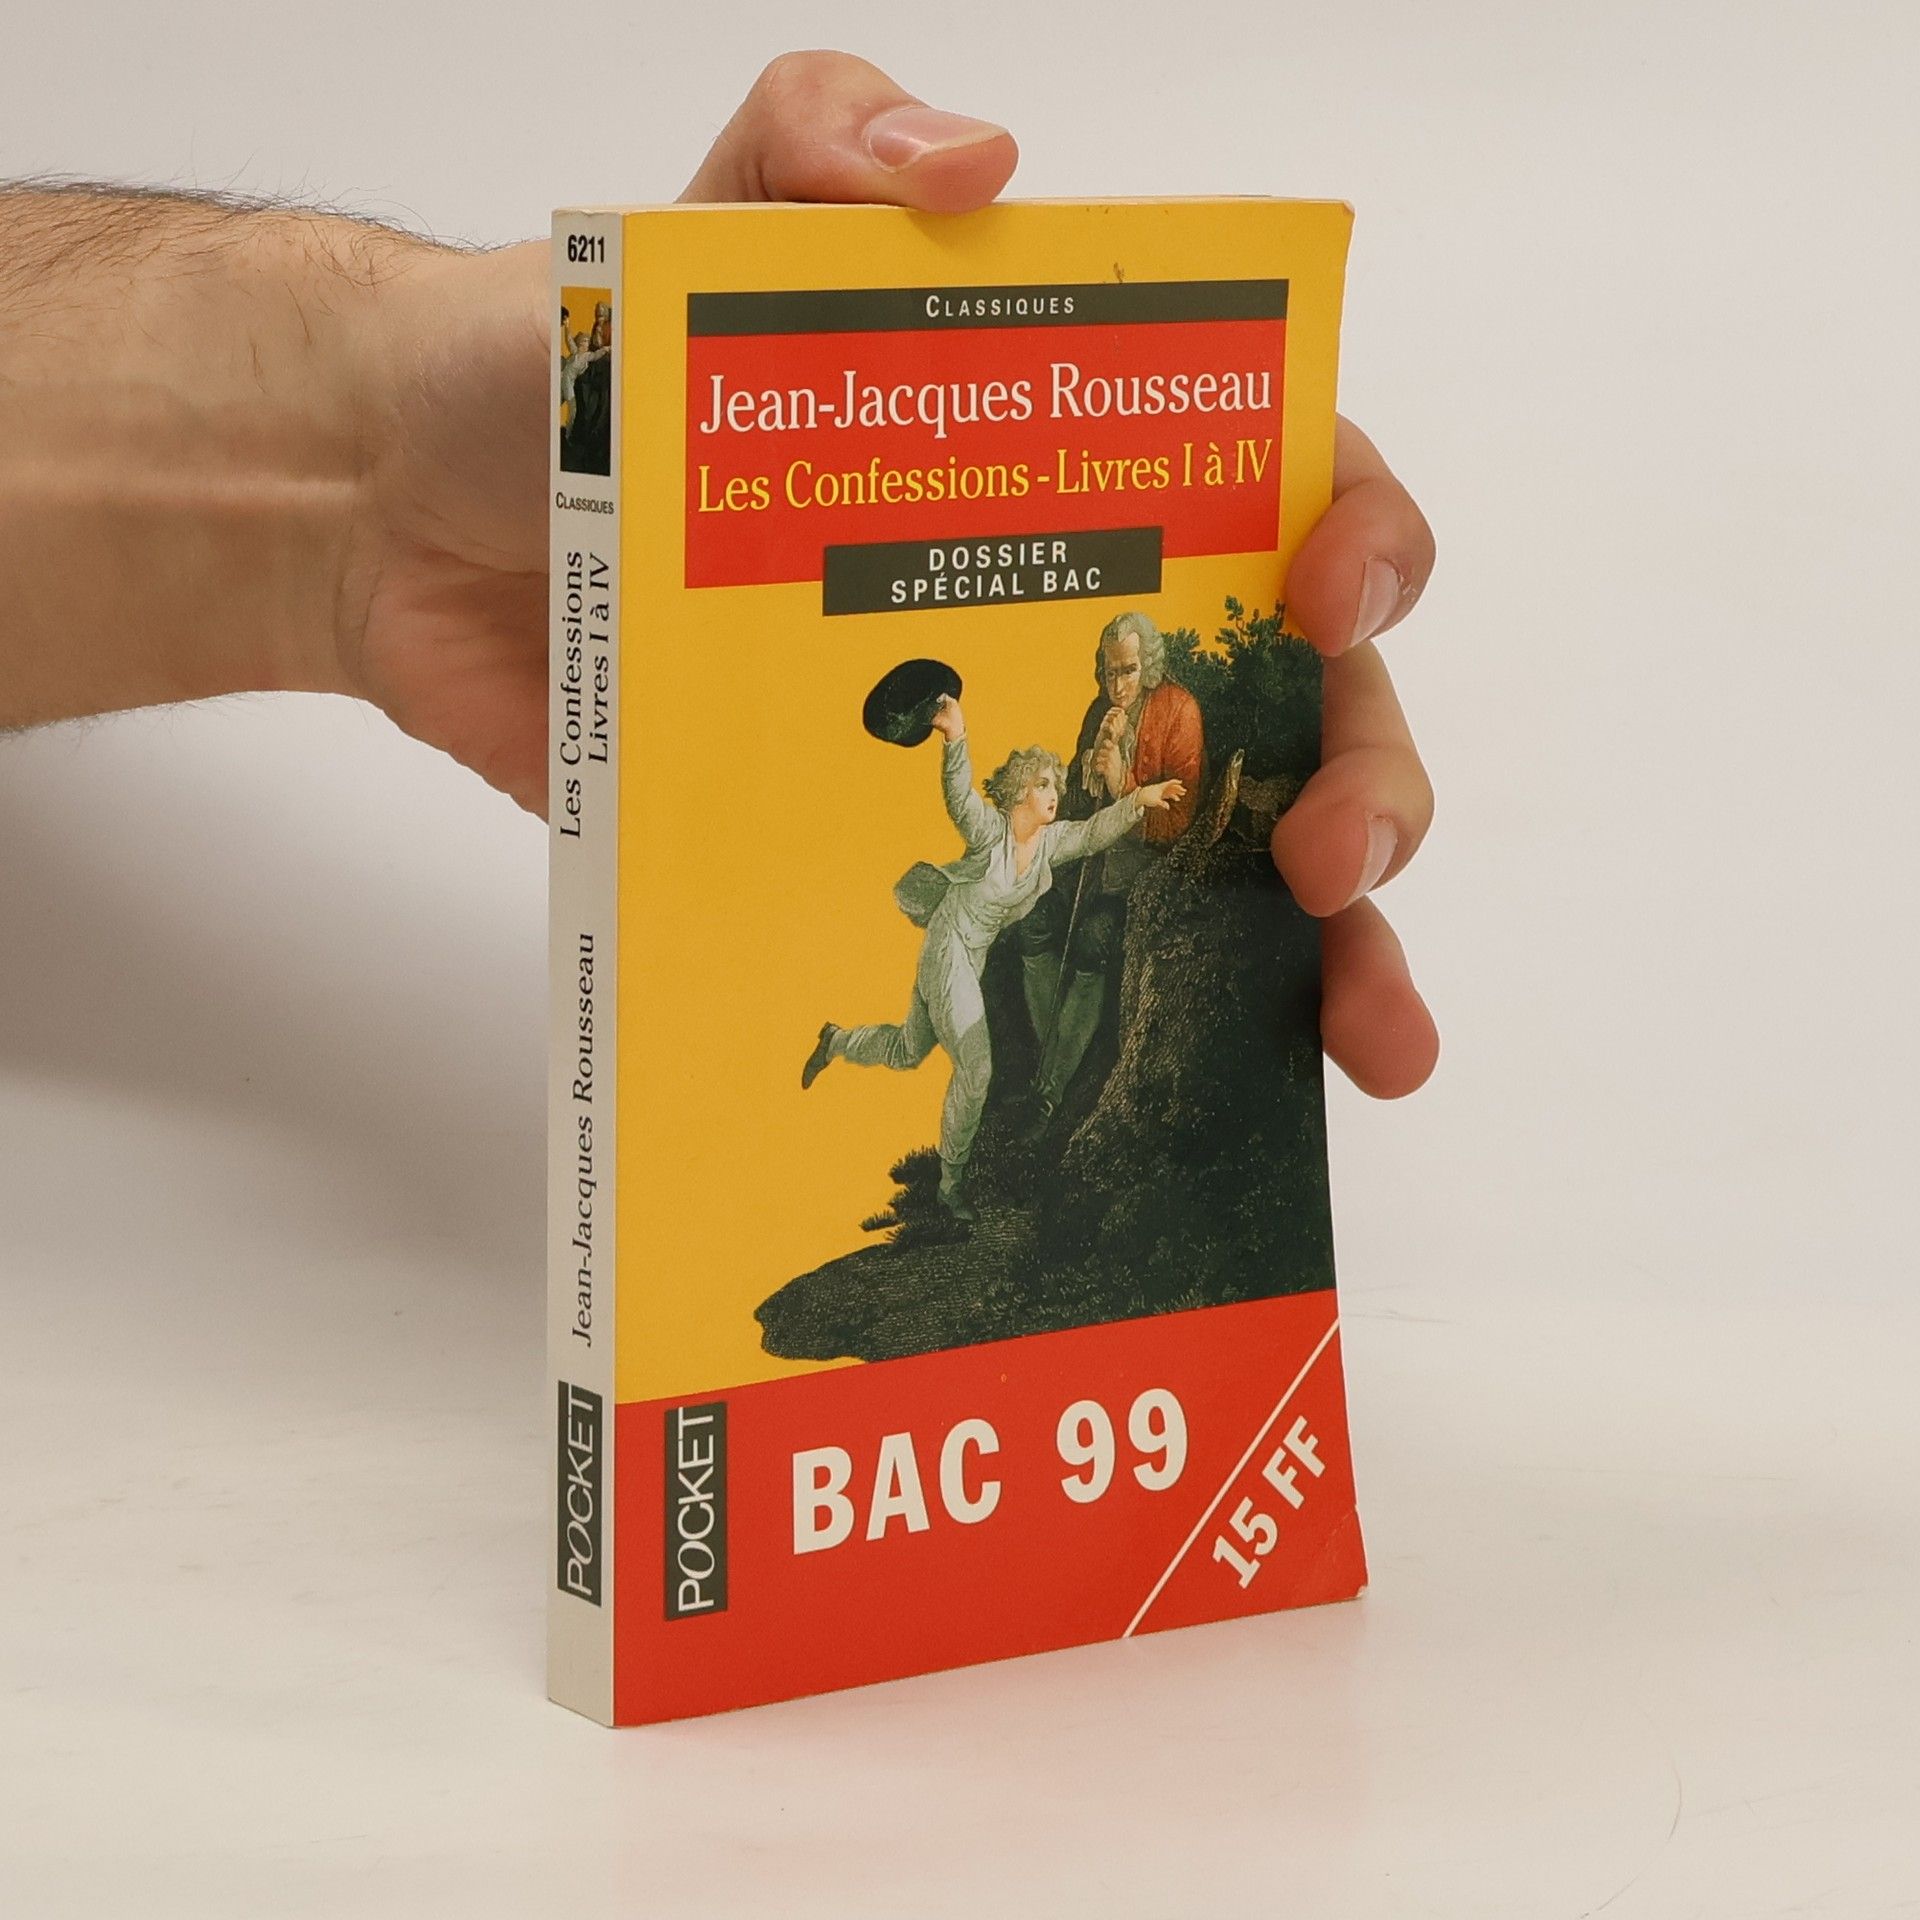 6211
CLASSIQUES
Les Confessions
Livres I à IV
Jean-Jacques Rousseau
POCKET
CLASSIQUES
Jean-Jacques Rousseau
Les Confessions - Livres I à IV
DOSSIER
SPÉCIAL BAC
POCKET
BAC 99
15 FF